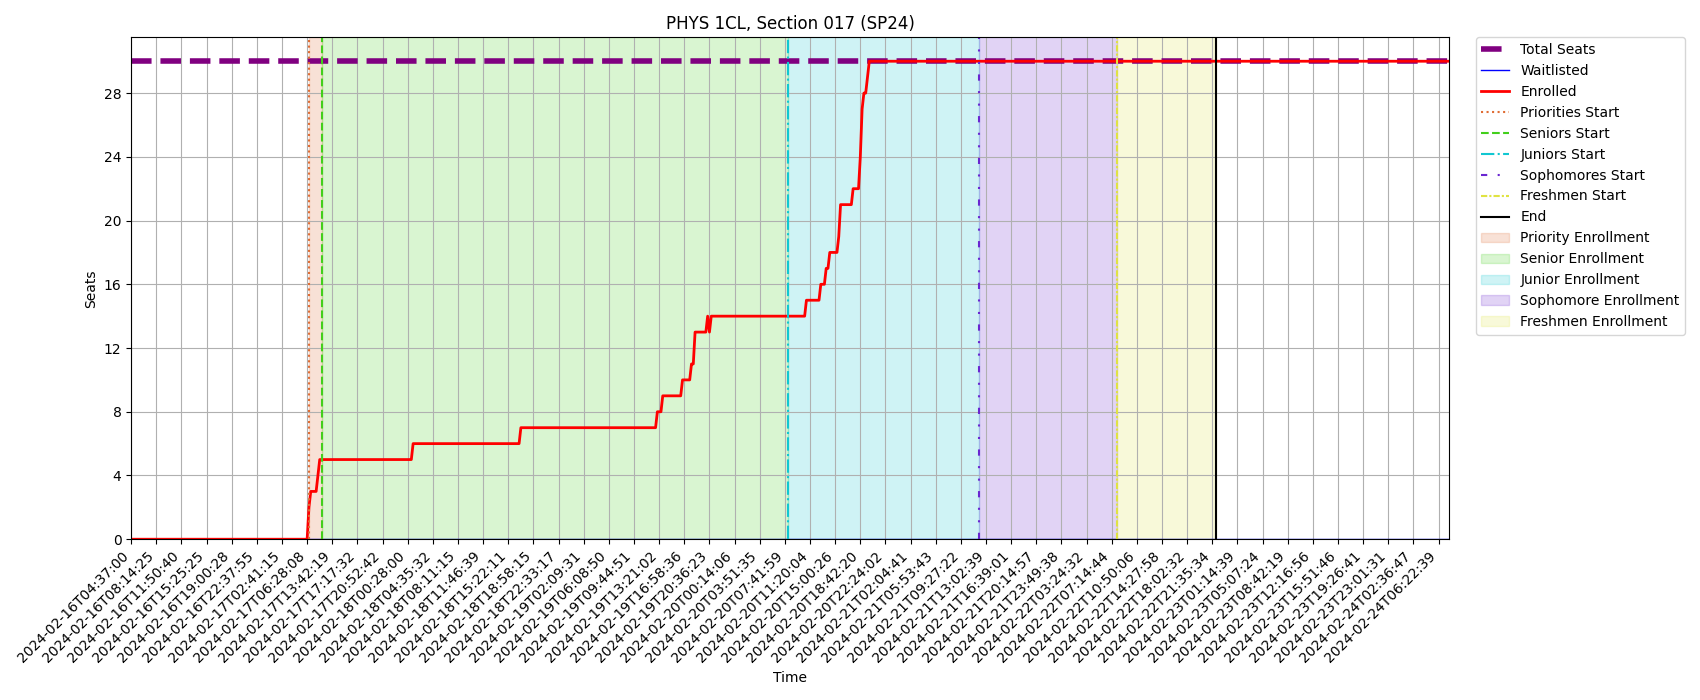 PHYS 1CL, Section 017 (SP24)
Seats
28
24
20
16
12
8
4
0
2024-02-16T04:37:00
2024-02-16T08:14:25
2024-02-16T11:50:40
2024-02-16T15:25:25
2024-02-16T19:00:28
2024-02-16T22:37:55
2024-02-17T02:41:15
2024-02-17T06:28:08
2024-02-17T13:42:19
2024-02-17T17:17:32
2024-02-17T20:52:42
2024-02-18T00:28:00
2024-02-18T04:35:32
2024-02-18T08:11:15
2024-02-18T11:46:39
2024-02-18T15:22:11
2024-02-18T18:58:15
2024-02-18T22:33:17
2024-02-19T02:09:31
2024-02-19T06:08:50
2024-02-19T09:44:51
2024-02-19T13:21:02
2024-02-19T16:58:36
2024-02-19T20:36:23
2024-02-20T00:14:06
2024-02-20T03:51:35
2024-02-20T07:41:59
2024-02-20T11:20:04
2024-02-20T15:00:26
2024-02-20T18:42:20
2024-02-20T22:24:02
2024-02-21T02:04:41
2024-02-21T05:53:43
2024-02-21T09:27:22
2024-02-21T13:02:39
2024-02-21T16:39:01
2024-02-21T20:14:57
2024-02-21T23:49:38
2024-02-22T03:24:32
2024-02-22T07:14:44
2024-02-22T10:50:06
2024-02-22T14:27:58
2024-02-22T18:02:32
2024-02-22T21:35:34
2024-02-23T01:14:39
2024-02-23T05:07:24
2024-02-23T08:42:19
2024-02-23T12:16:56
2024-02-23T15:51:46
2024-02-23T19:26:41
2024-02-23T23:01:31
2024-02-24T02:36:47
2024-02-24T06:22:39
Time
Total Seats
Waitlisted
Enrolled
Priorities Start
Seniors Start
Juniors Start
Sophomores Start
Freshmen Start
End
Priority Enrollment
Senior Enrollment
Junior Enrollment
Sophomore Enrollment
Freshmen Enrollment